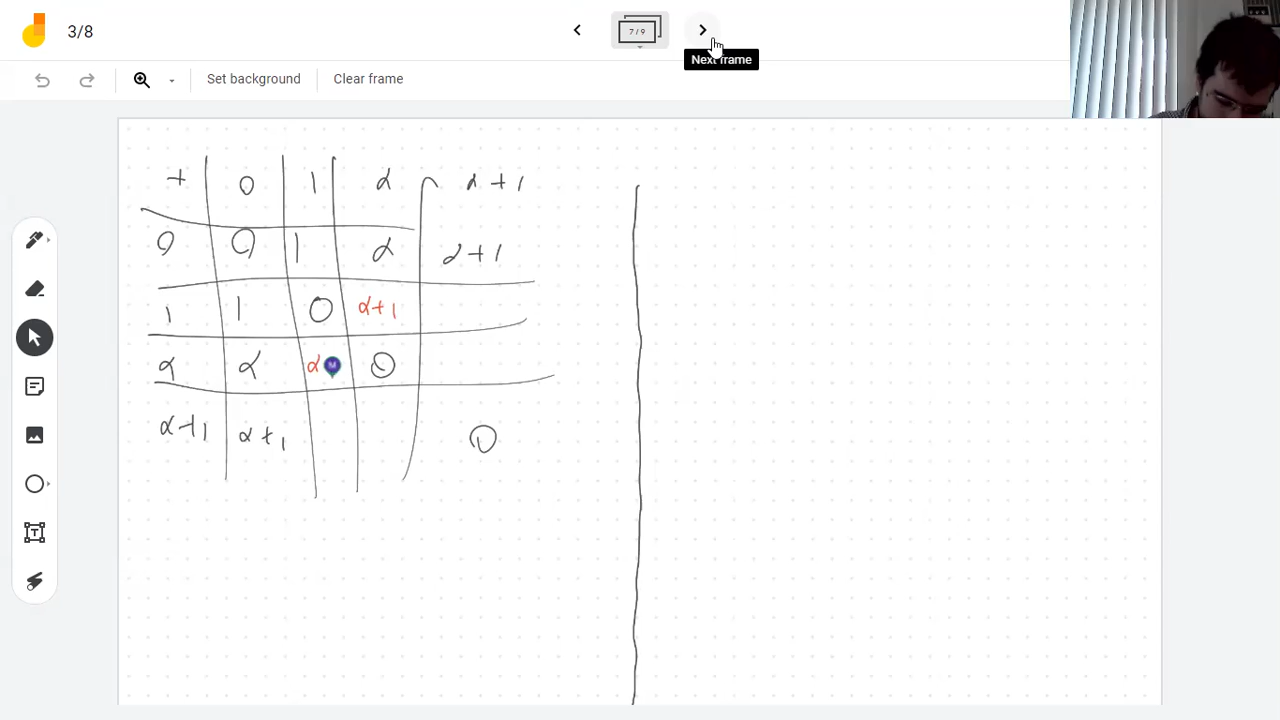 3/8
7 / 9
Next frame
Set background
Clear frame
+ 0 1 α α+1
0 0 1 α α+1
1 1 0 α+1
α α α M 0
α+1 α+1 0